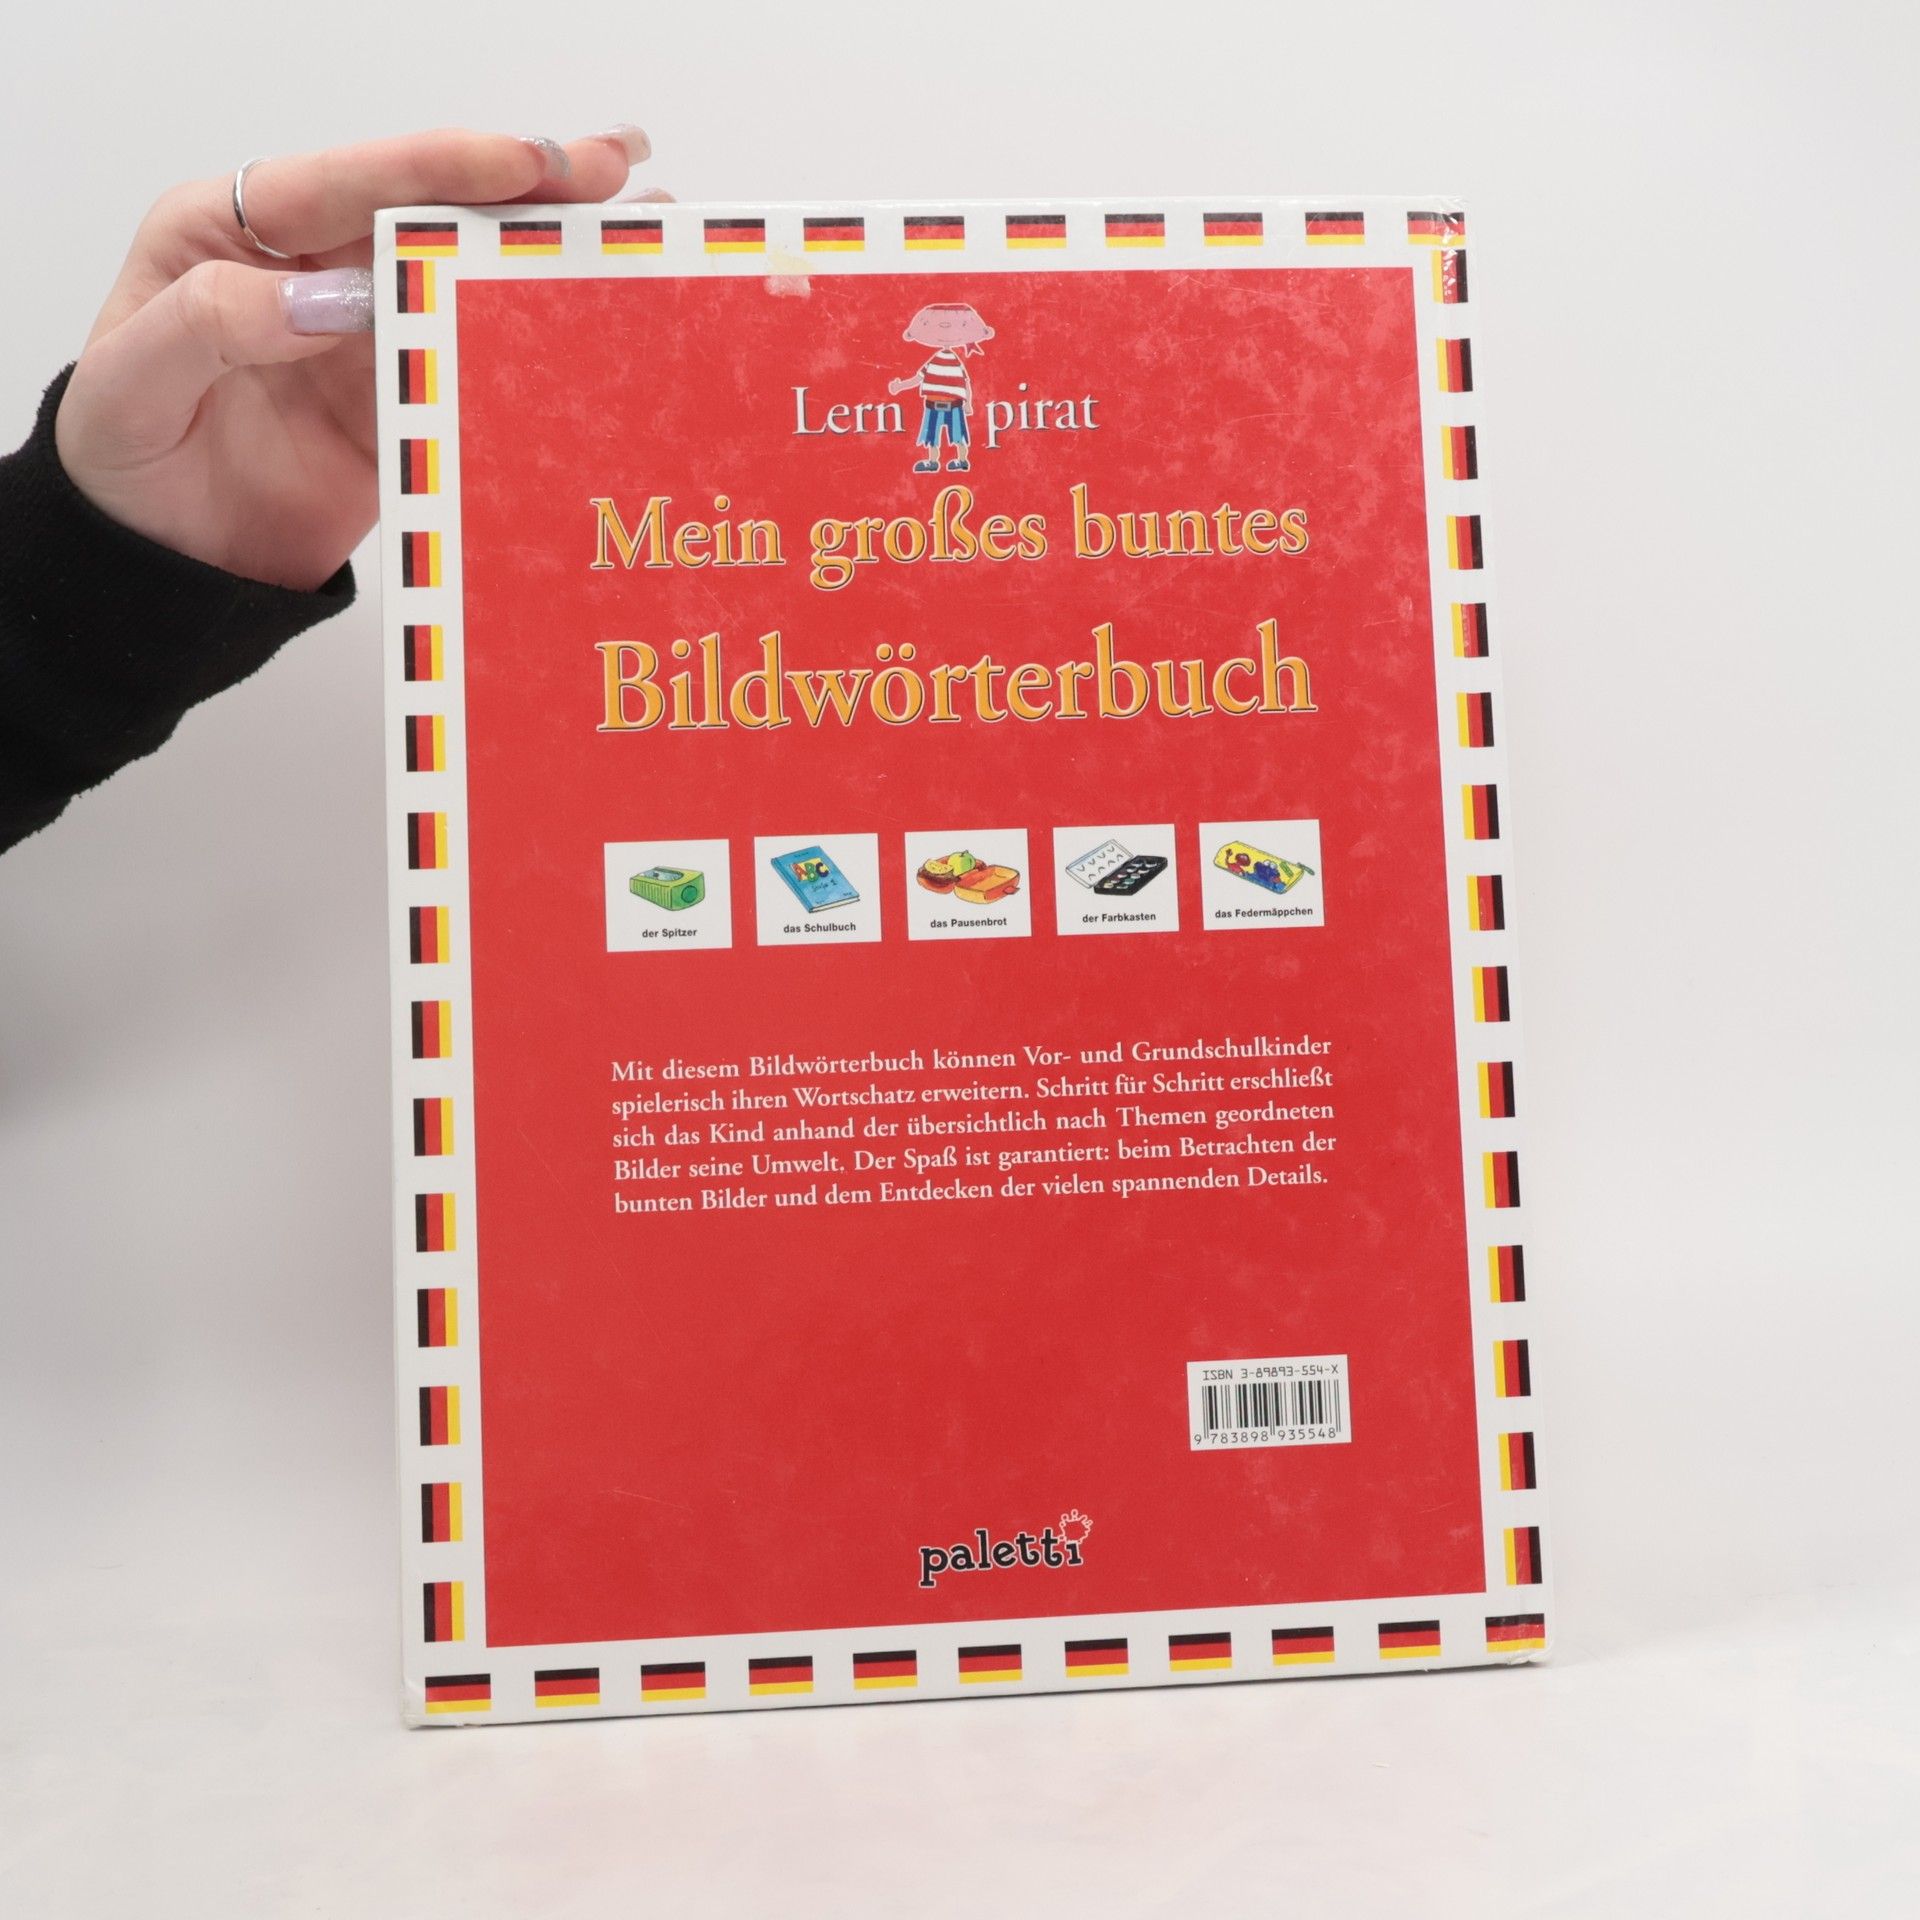 Lern pirat
Mein großes buntes
Bildwörterbuch
ABC
der Spitzer
das Schulbuch
das Pausenbrot
der Farbkasten
das Federmäppchen
Mit diesem Bildwörterbuch können Vor- und Grundschulkinder
spielerisch ihren Wortschatz erweitern. Schritt für Schritt erschließt
sich das Kind anhand der übersichtlich nach Themen geordneten
Bilder seine Umwelt. Der Spaß ist garantiert: beim Betrachten der
bunten Bilder und dem Entdecken der vielen spannenden Details.
ISBN 3-89893-554-X
9 783898 935548
paletti